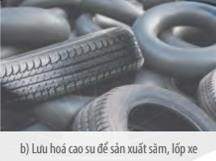 b) Lưu hoá cao su để sản xuất săm, lốp xe